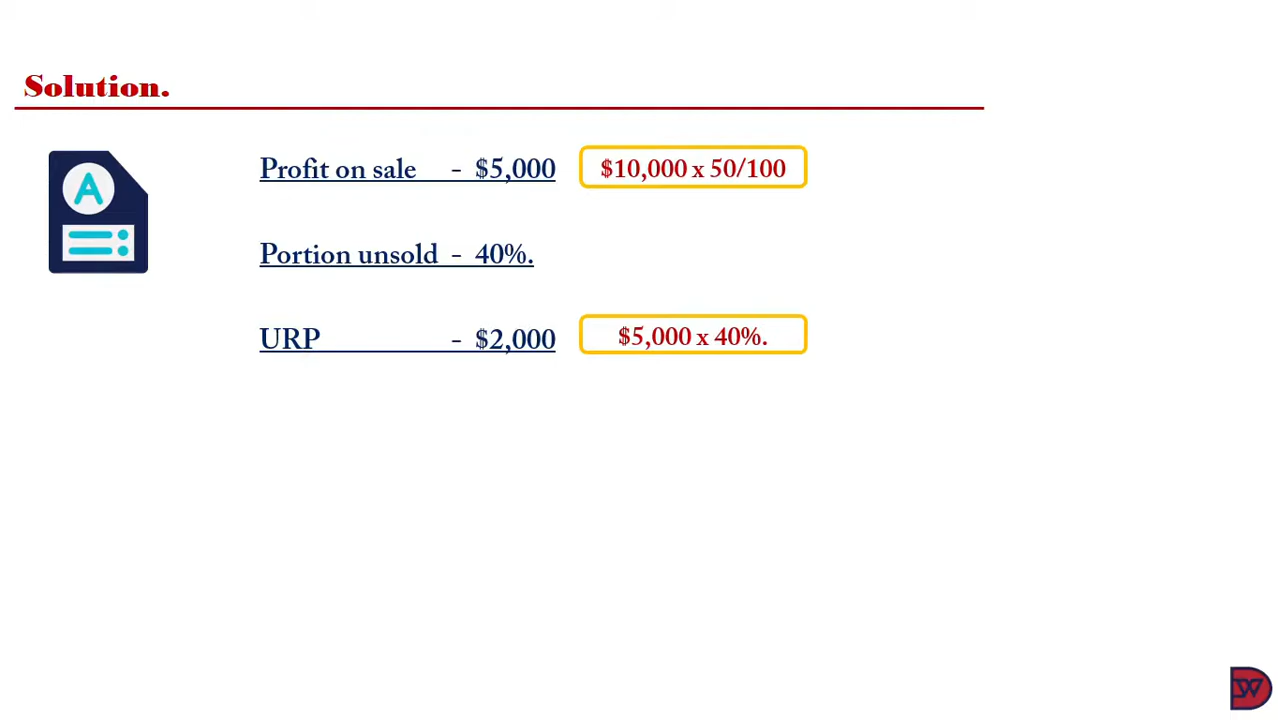 Solution.
A
Profit on sale - $5,000 $10,000 x 50/100
Portion unsold - 40%.
URP - $2,000 $5,000 x 40%.
DW